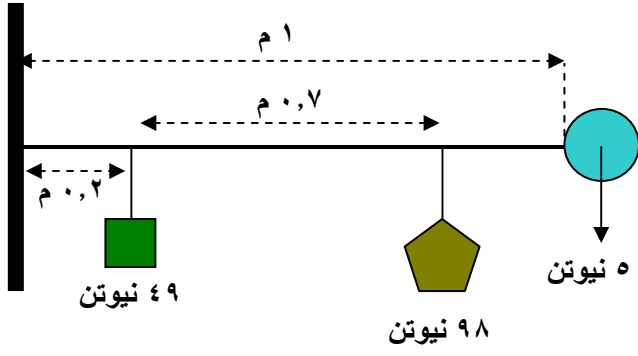 ١ م
٠,٧ م
٠,٢ م
٤٩ نيوتن
٩٨ نيوتن
٥ نيوتن